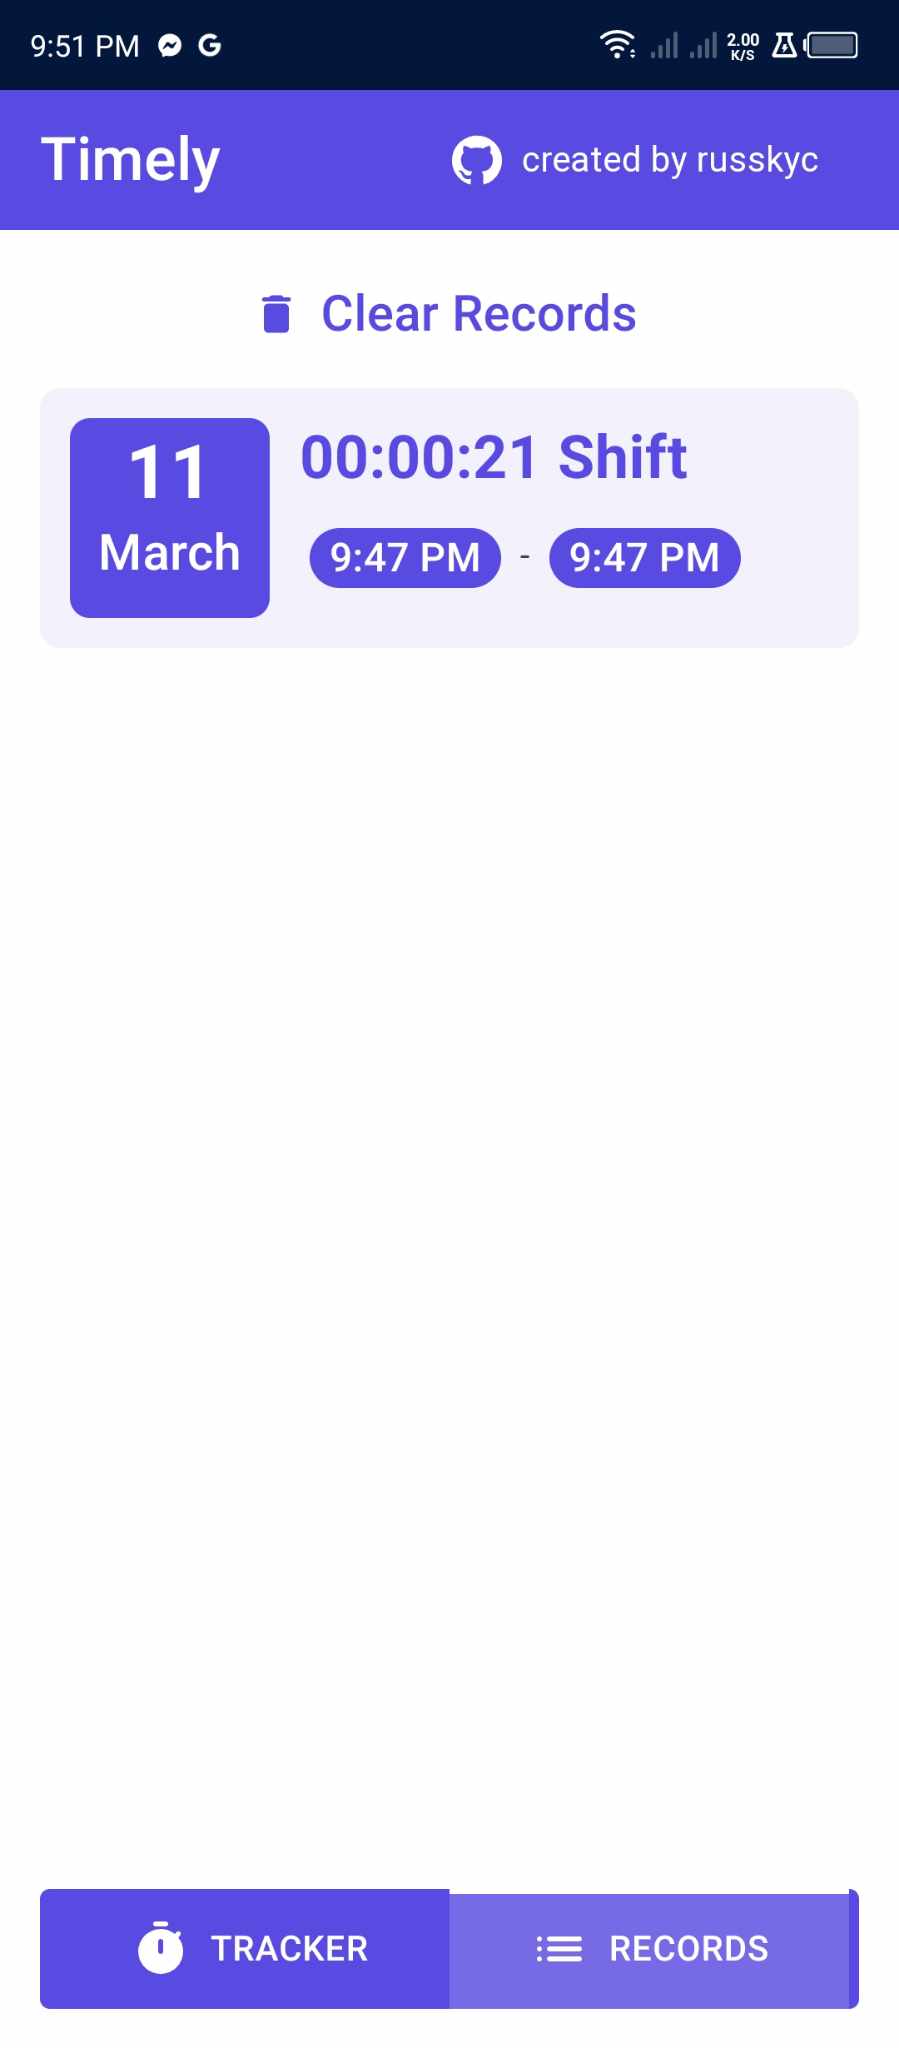 9:51 PM
2.00
K/S
Timely
created by russkyc
Clear Records
11
March
00:00:21 Shift
9:47 PM - 9:47 PM
TRACKER
RECORDS